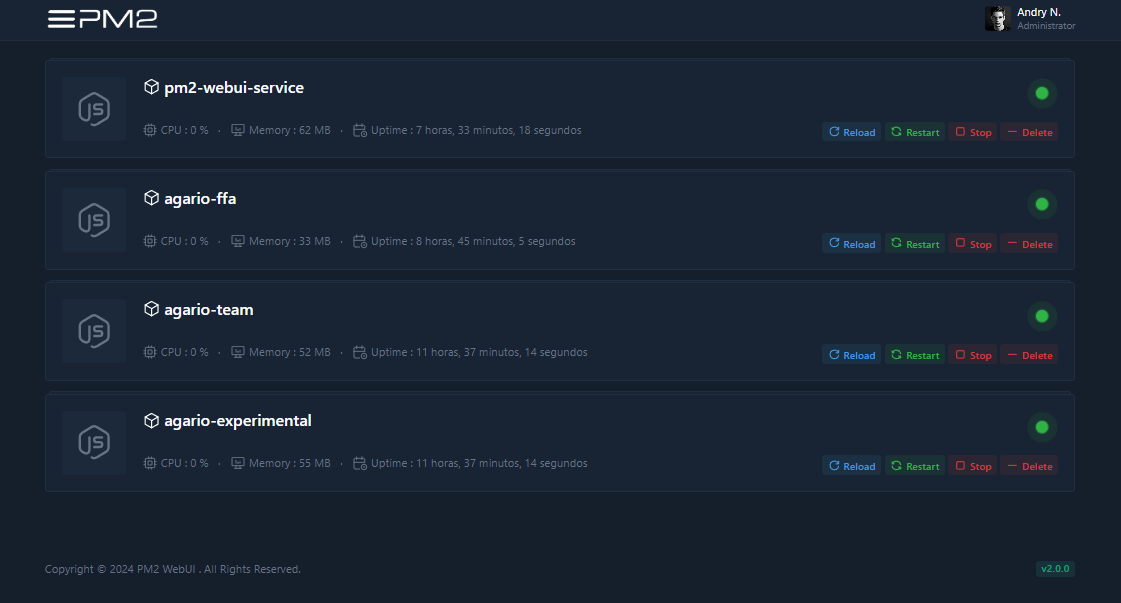 PM2
Andry N.
Administrator
pm2-webui-service
CPU : 0 % · Memory : 62 MB · Uptime : 7 horas, 33 minutos, 18 segundos
Reload Restart Stop Delete
agario-ffa
CPU : 0 % · Memory : 33 MB · Uptime : 8 horas, 45 minutos, 5 segundos
Reload Restart Stop Delete
agario-team
CPU : 0 % · Memory : 52 MB · Uptime : 11 horas, 37 minutos, 14 segundos
Reload Restart Stop Delete
agario-experimental
CPU : 0 % · Memory : 55 MB · Uptime : 11 horas, 37 minutos, 14 segundos
Reload Restart Stop Delete
Copyright © 2024 PM2 WebUI . All Rights Reserved.
v2.0.0